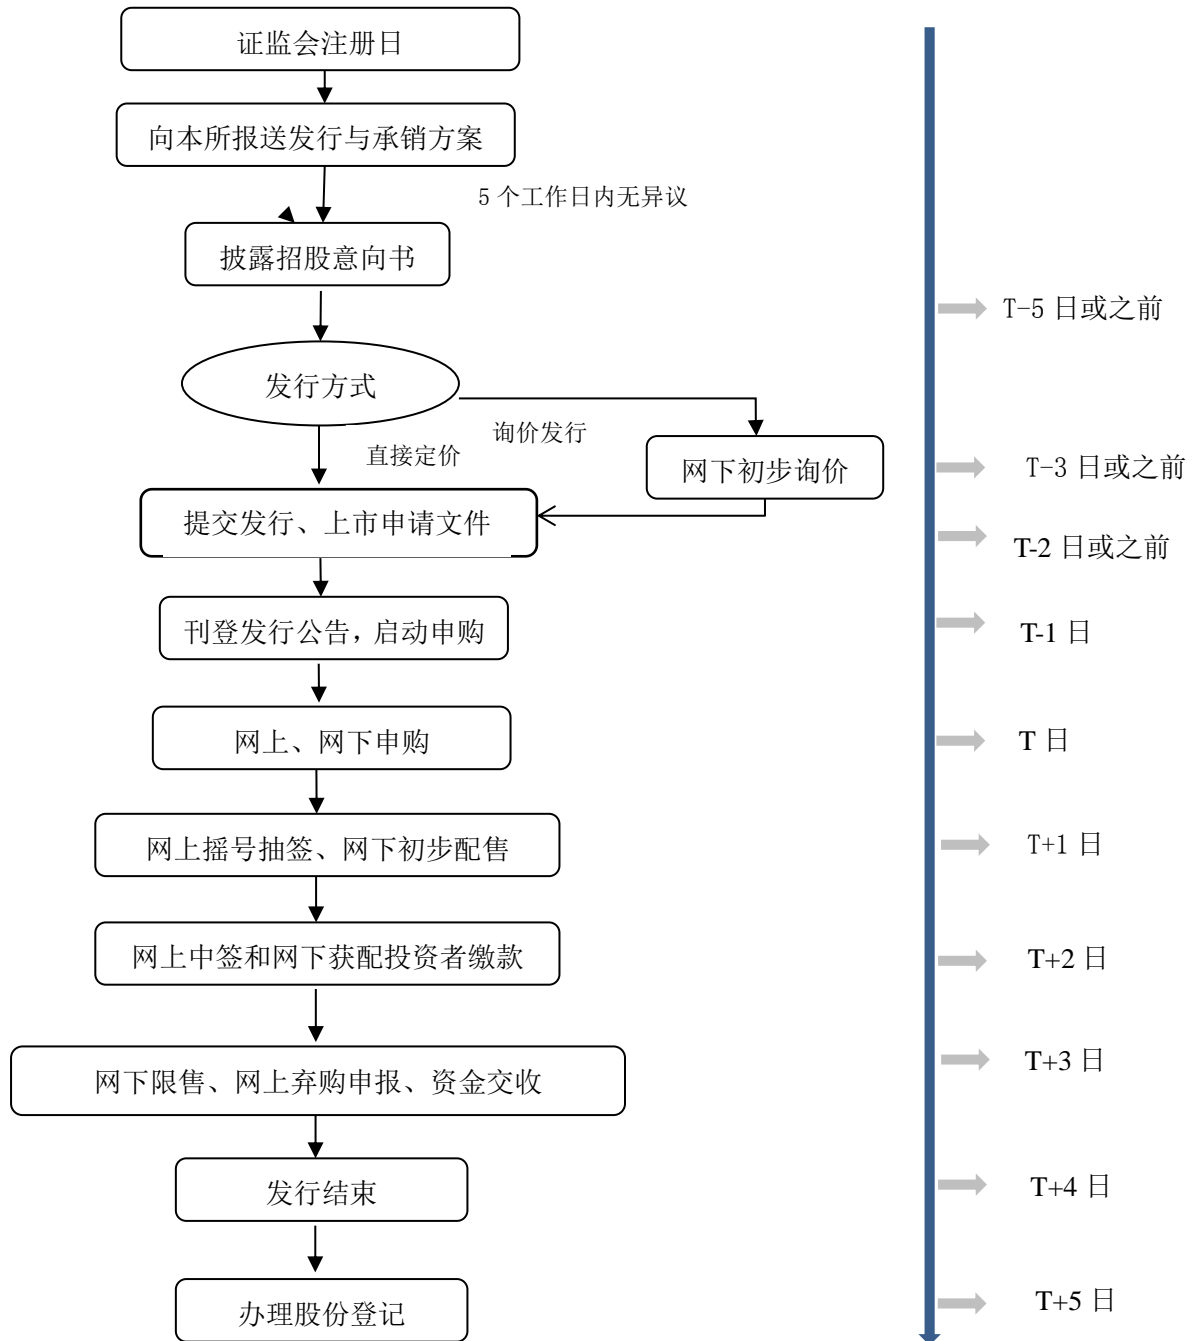 证监会注册日
向本所报送发行与承销方案
5 个工作日内无异议
披露招股意向书
T-5 日或之前
发行方式
询价发行
直接定价
网下初步询价
T-3 日或之前
提交发行、上市申请文件
T-2 日或之前
刊登发行公告，启动申购
T-1 日
网上、网下申购
T 日
网上摇号抽签、网下初步配售
T+1 日
网上中签和网下获配投资者缴款
T+2 日
网下限售、网上弃购申报、资金交收
T+3 日
发行结束
T+4 日
办理股份登记
T+5 日